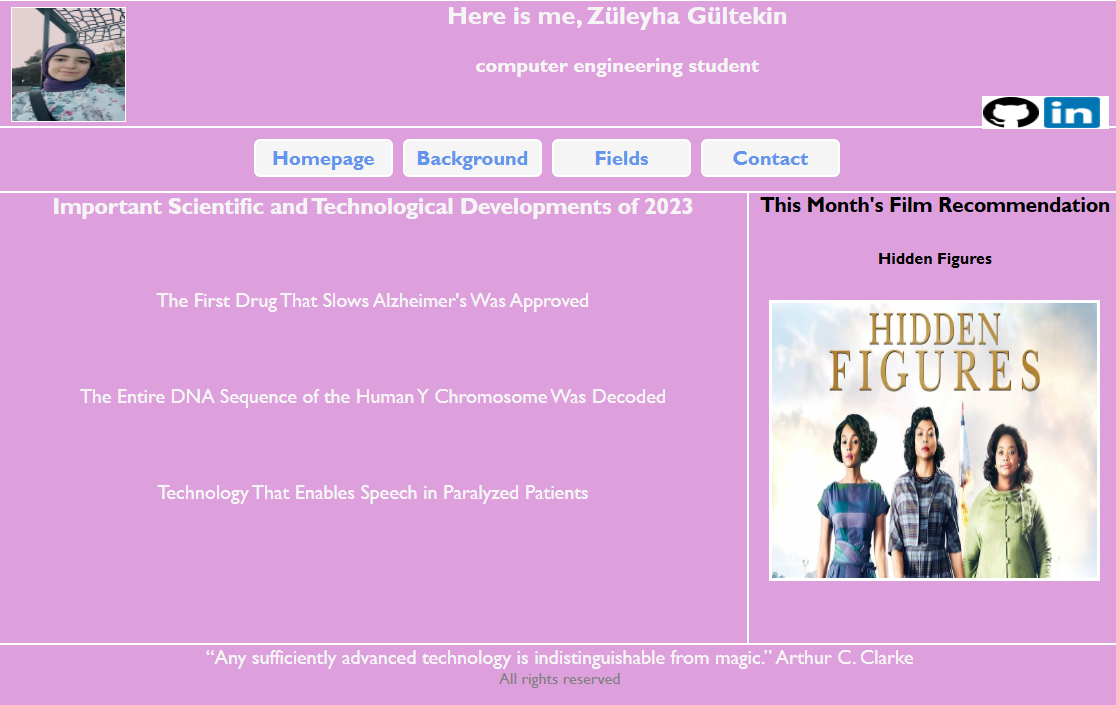 Here is me, Züleyha Gültekin
computer engineering student
in
Homepage
Background
Fields
Contact
Important Scientific and Technological Developments of 2023
The First Drug That Slows Alzheimer's Was Approved
The Entire DNA Sequence of the Human Y Chromosome Was Decoded
Technology That Enables Speech in Paralyzed Patients
This Month's Film Recommendation
Hidden Figures
HIDDEN
FIGURES
“Any sufficiently advanced technology is indistinguishable from magic.” Arthur C. Clarke
All rights reserved